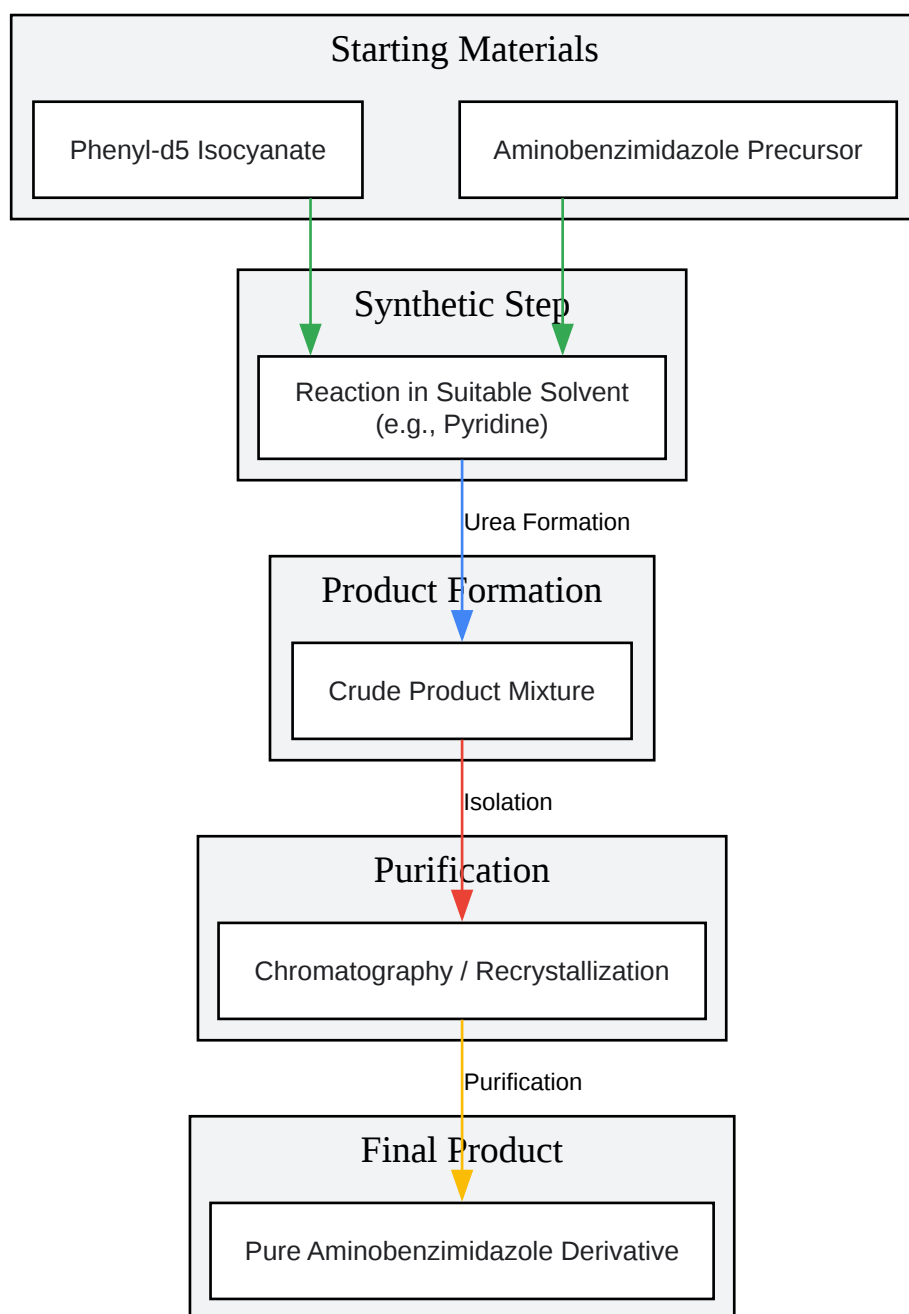 Starting Materials
Phenyl-d5 Isocyanate
Aminobenzimidazole Precursor
Synthetic Step
Reaction in Suitable Solvent
(e.g., Pyridine)
Urea Formation
Product Formation
Crude Product Mixture
Isolation
Purification
Chromatography / Recrystallization
Purification
Final Product
Pure Aminobenzimidazole Derivative